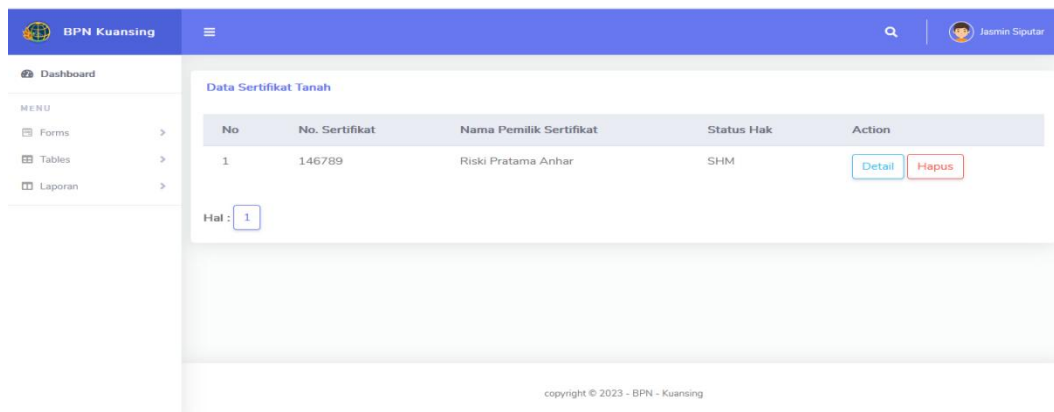 BPN Kuansing
Jasmin Siputar
Dashboard
MENU
Forms
Tables
Laporan
Data Sertifikat Tanah
No No. Sertifikat Nama Pemilik Sertifikat Status Hak Action
1 146789 Riski Pratama Anhar SHM Detail Hapus
Hal : 1
copyright © 2023 - BPN - Kuansing